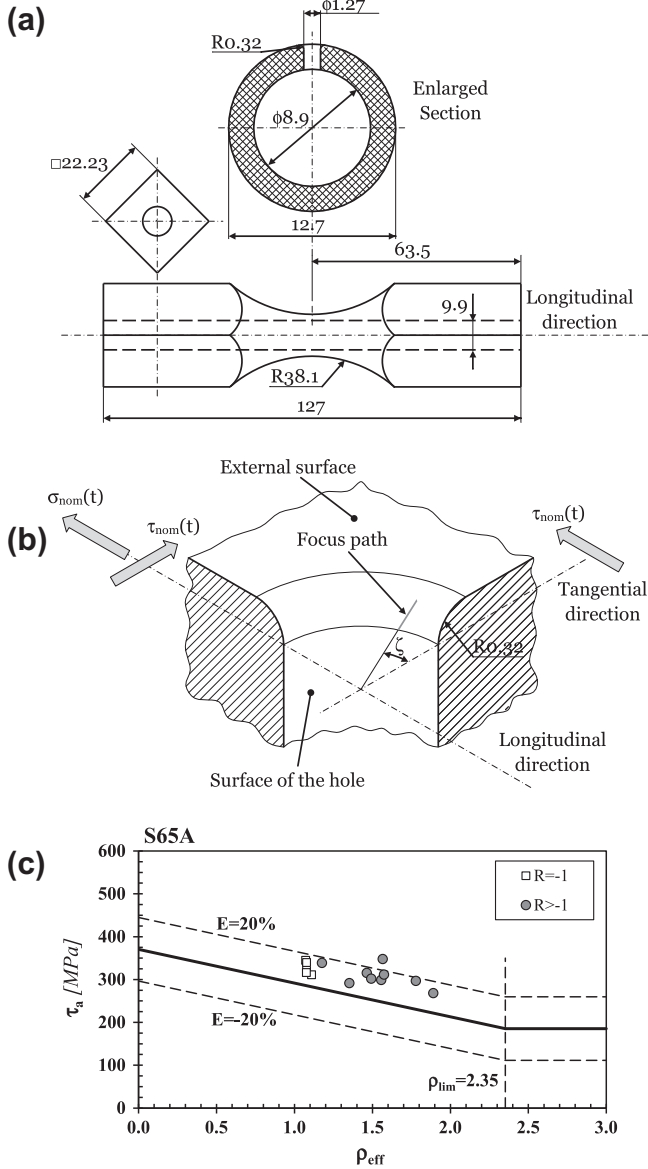 (a)
ϕ1.27
R0.32
Enlarged
Section
ϕ8.9
□22.23
12.7
63.5
9.9
Longitudinal
direction
R38.1
127
(b)
External surface
σnom(t)
τnom(t)
τnom(t)
Focus path
Tangential
direction
ζ
R0.32
Longitudinal
direction
Surface of the hole
(c)
S65A
600
500
400
300
200
100
0
τa [MPa]
E=20%
E=-20%
R=-1
R>-1
ρlim=2.35
0.0 0.5 1.0 1.5 2.0 2.5 3.0
ρeff